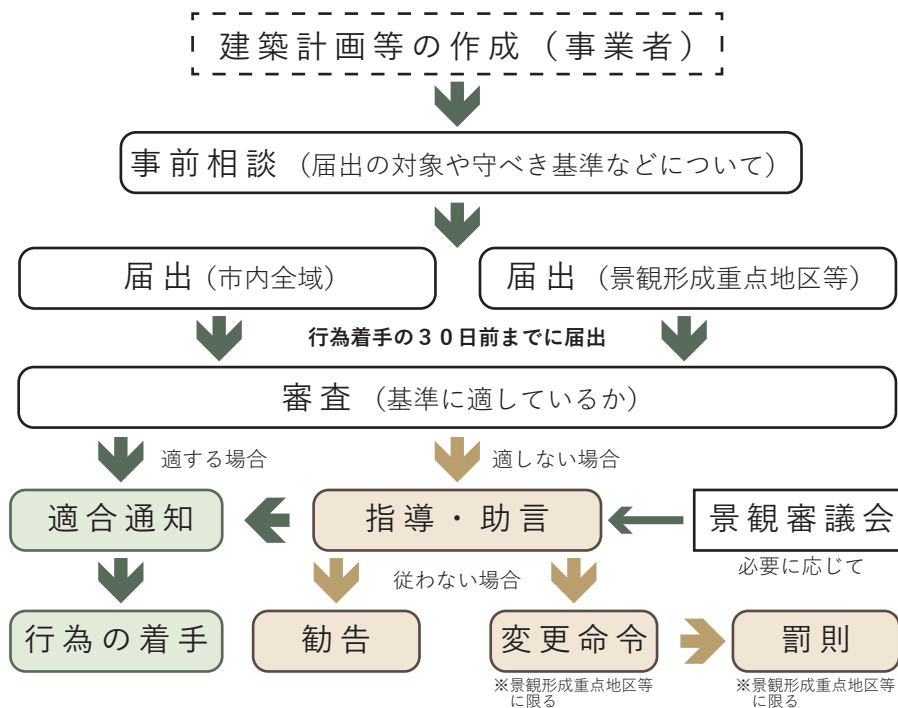 建築計画等の作成（事業者）
事前相談（届出の対象や守べき基準などについて）
届出（市内全域）
届出（景観形成重点地区等）
行為着手の３０日前までに届出
審査（基準に適しているか）
適する場合
適しない場合
適合通知
指導・助言
景観審議会
必要に応じて
従わない場合
行為の着手
勧告
変更命令
罰則
※景観形成重点地区等
に限る
※景観形成重点地区等
に限る